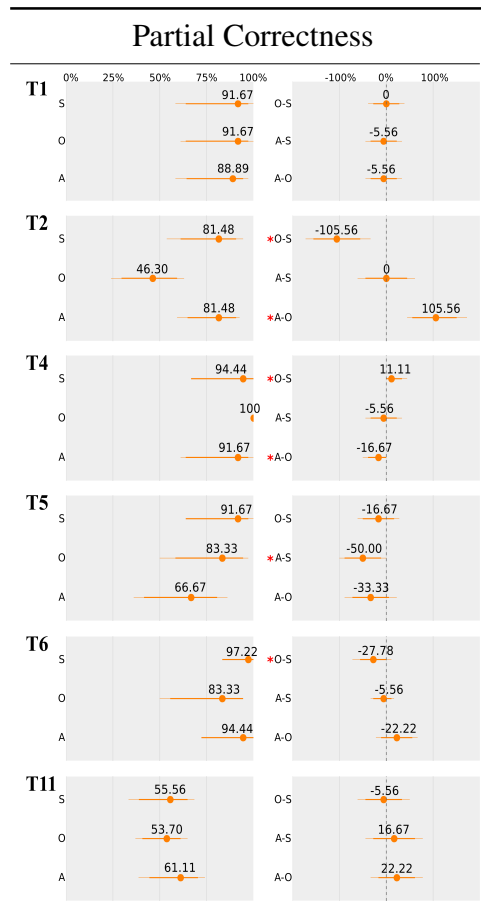 Partial Correctness
0% 25% 50% 75% 100% -100% 0% 100%
T1
S 91.67 O-S 0
O 91.67 A-S -5.56
A 88.89 A-O -5.56
T2
S 81.48 *O-S -105.56
O 46.30 A-S 0
A 81.48 *A-O 105.56
T4
S 94.44 *O-S 11.11
O 100 A-S -5.56
A 91.67 *A-O -16.67
T5
S 91.67 O-S -16.67
O 83.33 *A-S -50.00
A 66.67 A-O -33.33
T6
S 97.22 *O-S -27.78
O 83.33 A-S -5.56
A 94.44 A-O -22.22
T11
S 55.56 O-S -5.56
O 53.70 A-S 16.67
A 61.11 A-O 22.22